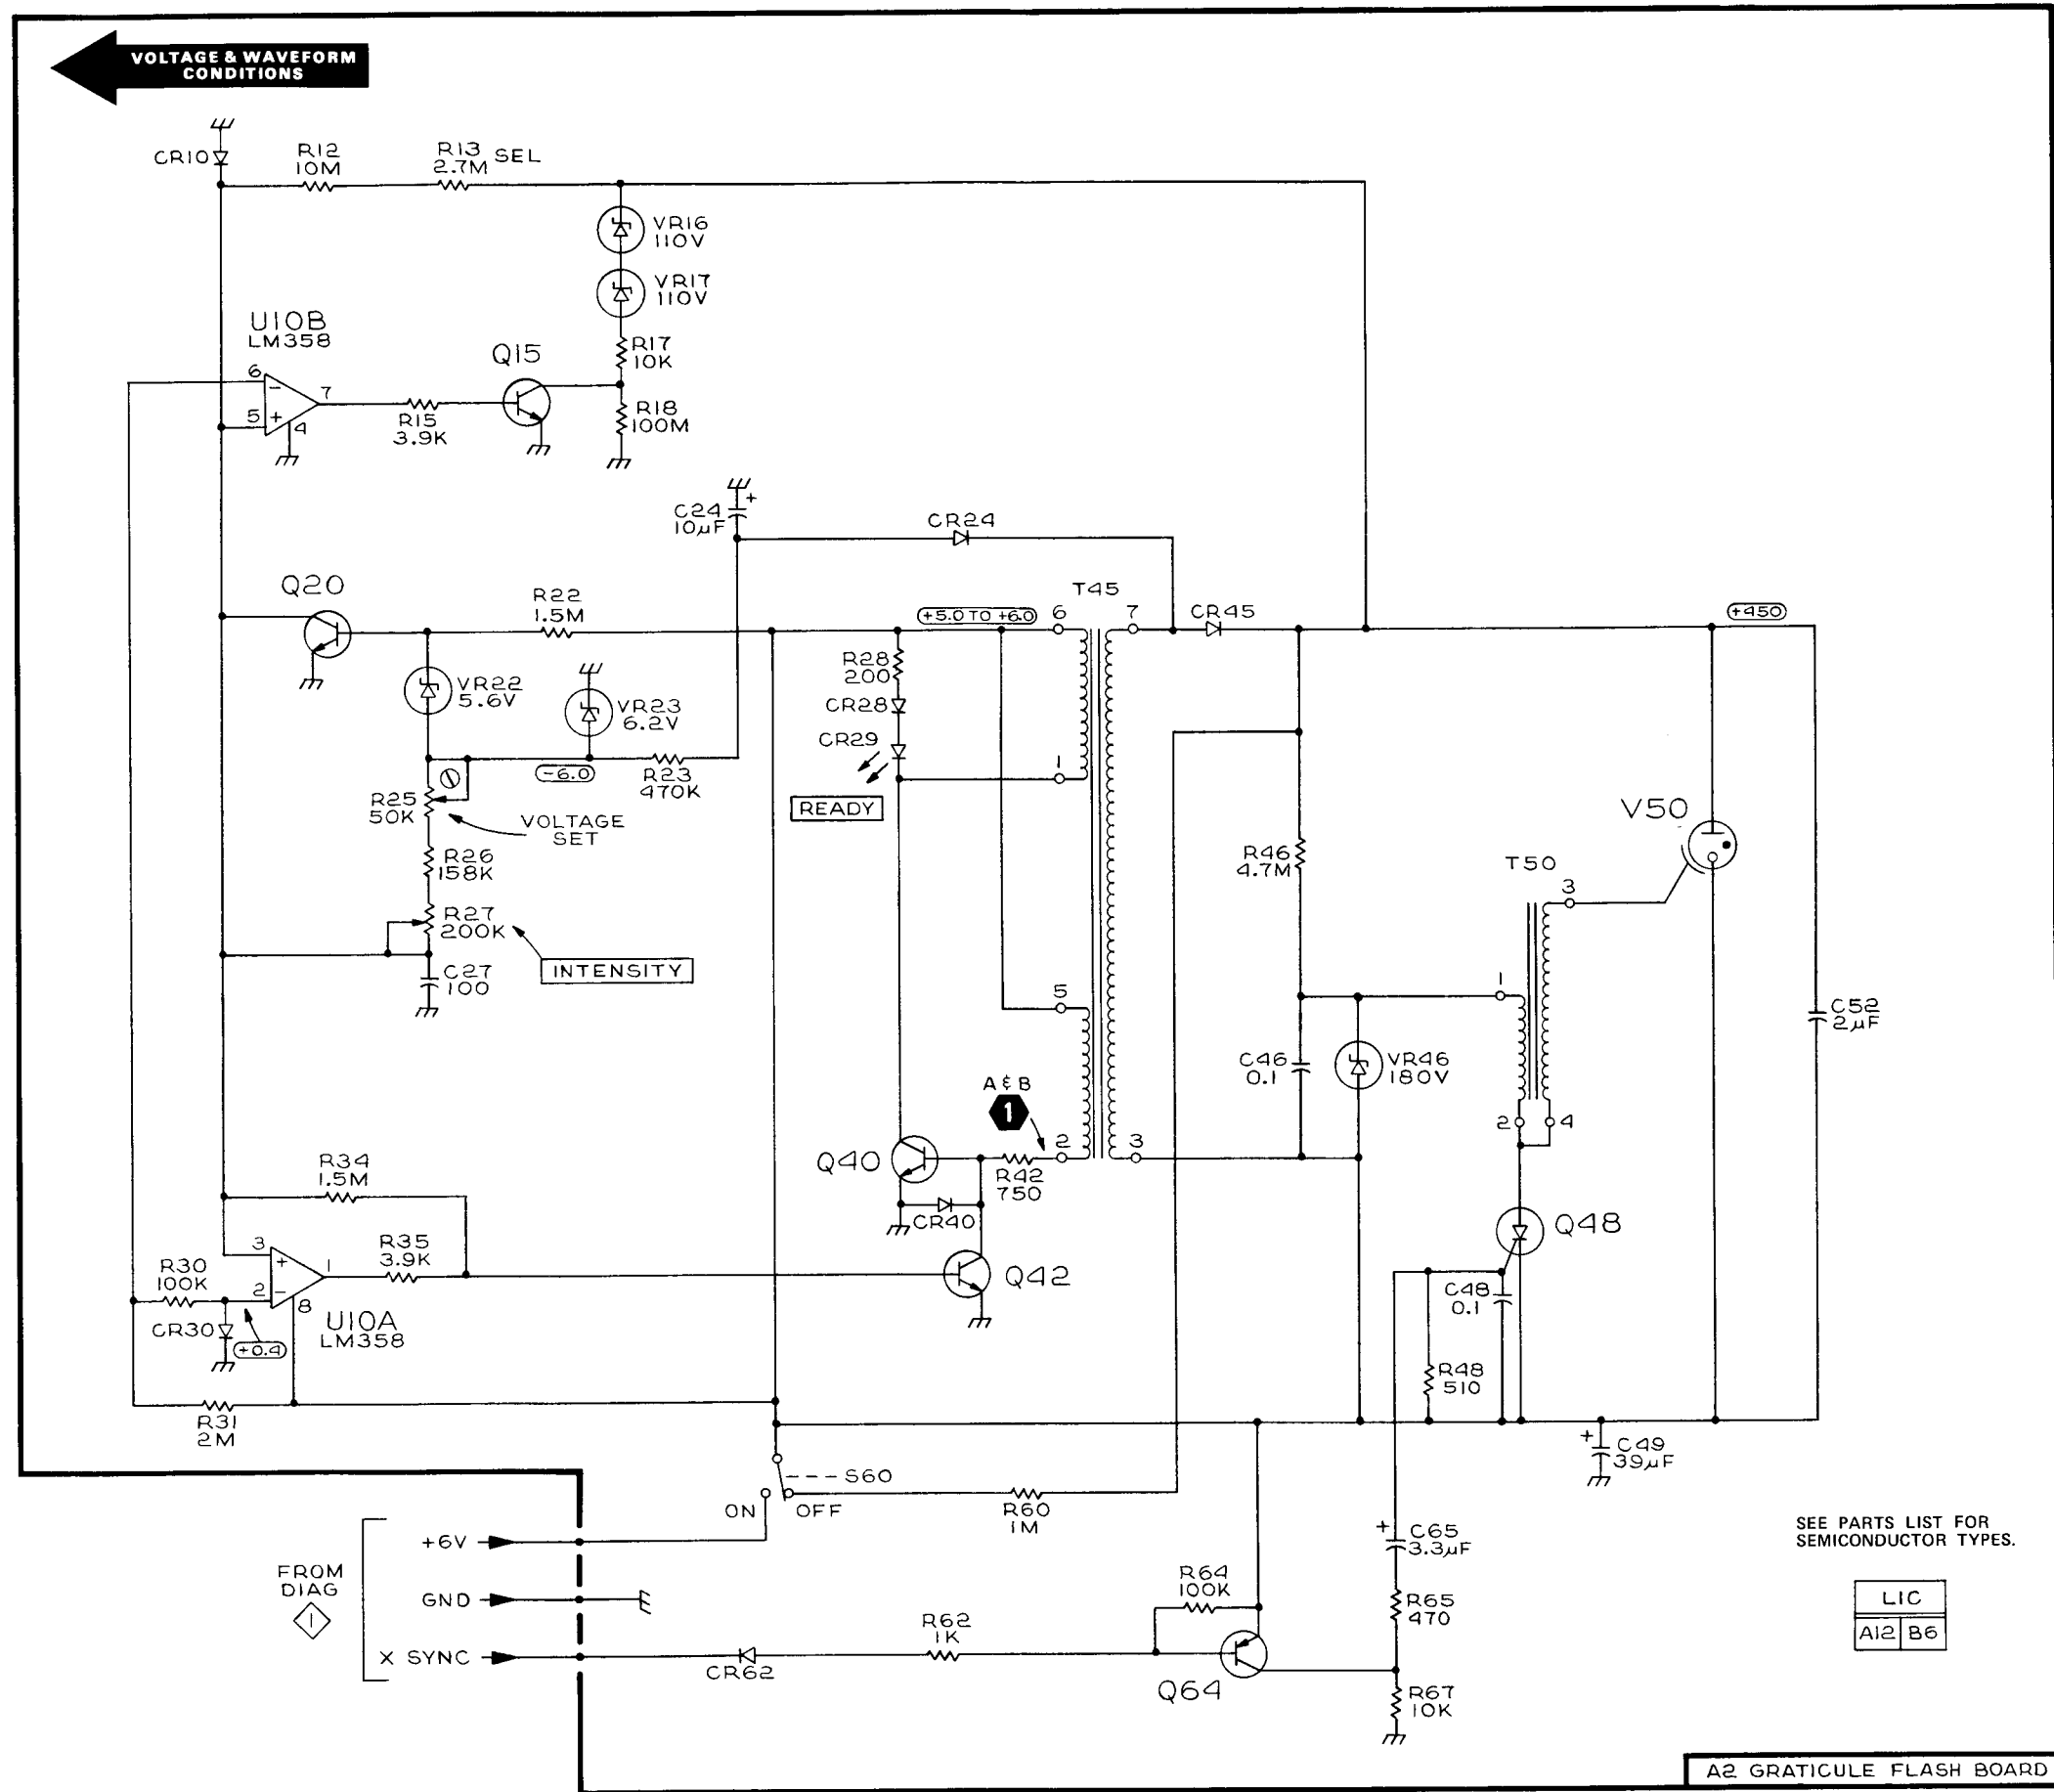 VOLTAGE & WAVEFORM
CONDITIONS
CR10
R12
10M
R13 SEL
2.7M
VR16
110V
VR17
110V
U10B
LM358
6
5
7
4
-
+
Q15
R15
3.9K
R17
10K
R18
100M
C24
10µF
+
CR24
Q20
R22
1.5M
+5.0 TO +6.0
T45
6
7
CR45
+450
VR22
5.6V
VR23
6.2V
R28
200
CR28
CR29
1
READY
-6.0
R23
470K
R25
50K
VOLTAGE
SET
R26
158K
R27
200K
INTENSITY
C27
100
R46
4.7M
V50
T50
3
5
1
C52
2µF
A & B
1
C46
0.1
VR46
180V
2
4
Q40
R42
750
2
3
CR40
Q42
Q48
R34
1.5M
R35
3.9K
3
+
1
2
-
8
R30
100K
CR30
+0.4
U10A
LM358
C48
0.1
R48
510
R31
2M
+
C49
39µF
S60
ON
OFF
R60
1M
FROM
DIAG
1
+6V
GND
X SYNC
CR62
R62
1K
R64
100K
Q64
+
C65
3.3µF
R65
470
R67
10K
SEE PARTS LIST FOR
SEMICONDUCTOR TYPES.
LIC
A12 B6
A2 GRATICULE FLASH BOARD